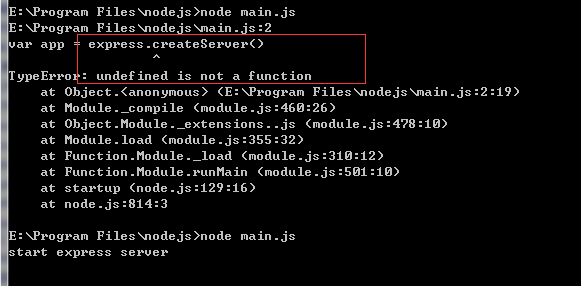 E:\Program Files\nodejs>node main.js
E:\Program Files\nodejs\main.js:2
var app = express.createServer()
^
TypeError: undefined is not a function
at Object.<anonymous> (E:\Program Files\nodejs\main.js:2:19)
at Module._compile (module.js:460:26)
at Object.Module._extensions..js (module.js:478:10)
at Module.load (module.js:355:32)
at Function.Module._load (module.js:310:12)
at Function.Module.runMain (module.js:501:10)
at startup (node.js:129:16)
at node.js:814:3
E:\Program Files\nodejs>node main.js
start express server